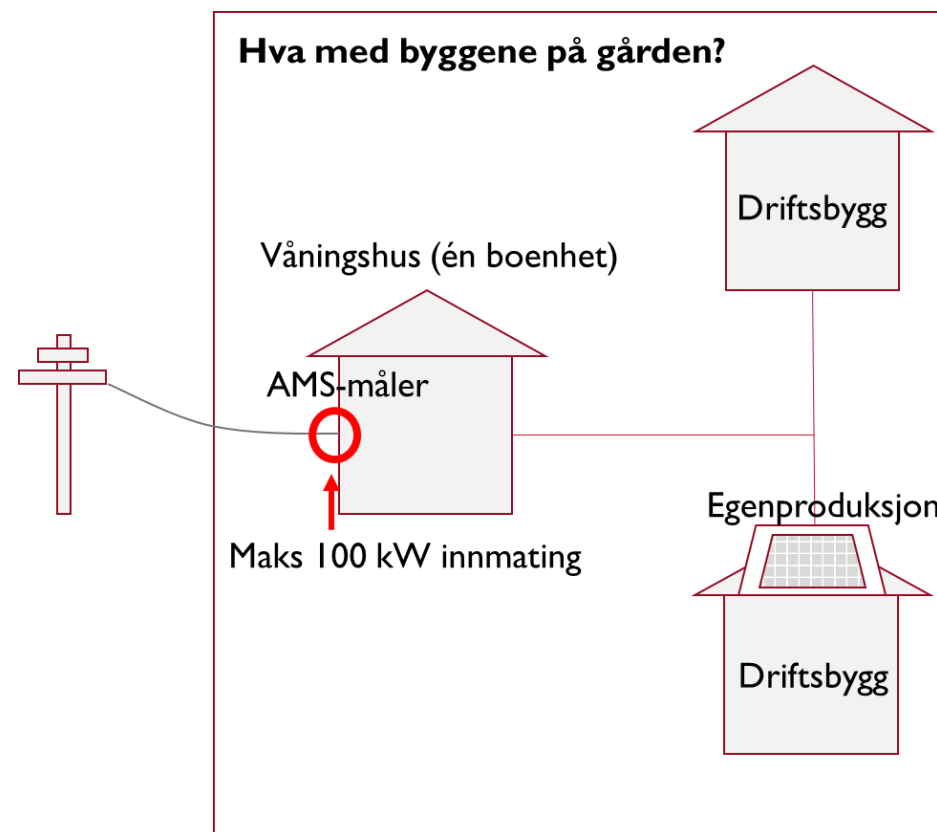 Hva med byggene på gården?
Driftsbygg
Våningshus (én boenhet)
AMS-måler
Maks 100 kW innmating
Egenproduksjon
Driftsbygg